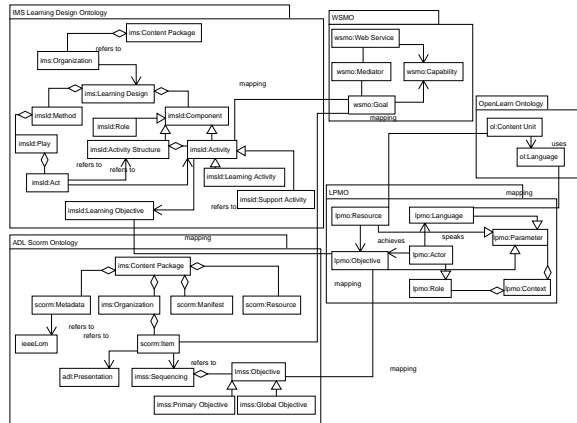 IMS Learning Design Ontology
ims:Content Package
refers to
ims:Organization
ims:Learning Design
imsld:Method
imsld:Component
imsld:Role
imsld:Play
imsld:Activity Structure
imsld:Activity
refers to
refers to
imsld:Act
imsld:Learning Activity
imsld:Support Activity
refers to
imsld:Learning Objective
mapping
WSMO
wsmo:Web Service
wsmo:Mediator
wsmo:Capability
wsmo:Goal
mapping
mapping
OpenLearn Ontology
ol:Content Unit
uses
ol:Language
mapping
LPMO
lpmo:Resource
lpmo:Language
speaks
lpmo:Parameter
achieves
lpmo:Objective
lpmo:Actor
mapping
lpmo:Role
lpmo:Context
mapping
ADL Scorm Ontology
ims:Content Package
scorm:Metadata
ims:Organization
scorm:Manifest
scorm:Resource
refers to
refers to
ieeeLom
scorm:Item
refers to
adl:Presentation
imss:Sequencing
imss:Objective
imss:Primary Objective
imss:Global Objective